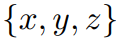 {x, y, z}